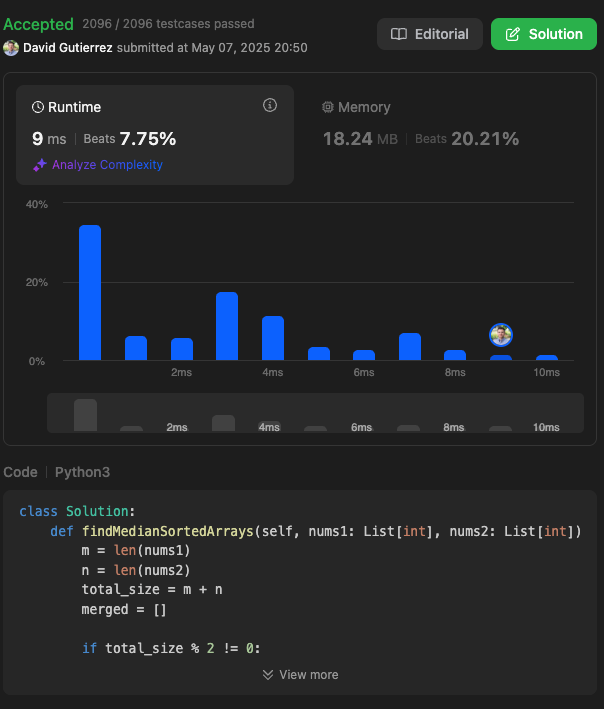 Accepted 2096 / 2096 testcases passed
David Gutierrez submitted at May 07, 2025 20:50
Editorial
Solution
Runtime
9 ms | Beats 7.75%
Analyze Complexity
Memory
18.24 MB | Beats 20.21%
40%
20%
0%
2ms 4ms 6ms 8ms 10ms
2ms 4ms 6ms 8ms 10ms
Code | Python3
class Solution:
    def findMedianSortedArrays(self, nums1: List[int], nums2: List[int])
        m = len(nums1)
        n = len(nums2)
        total_size = m + n
        merged = []
        if total_size % 2 != 0:
View more